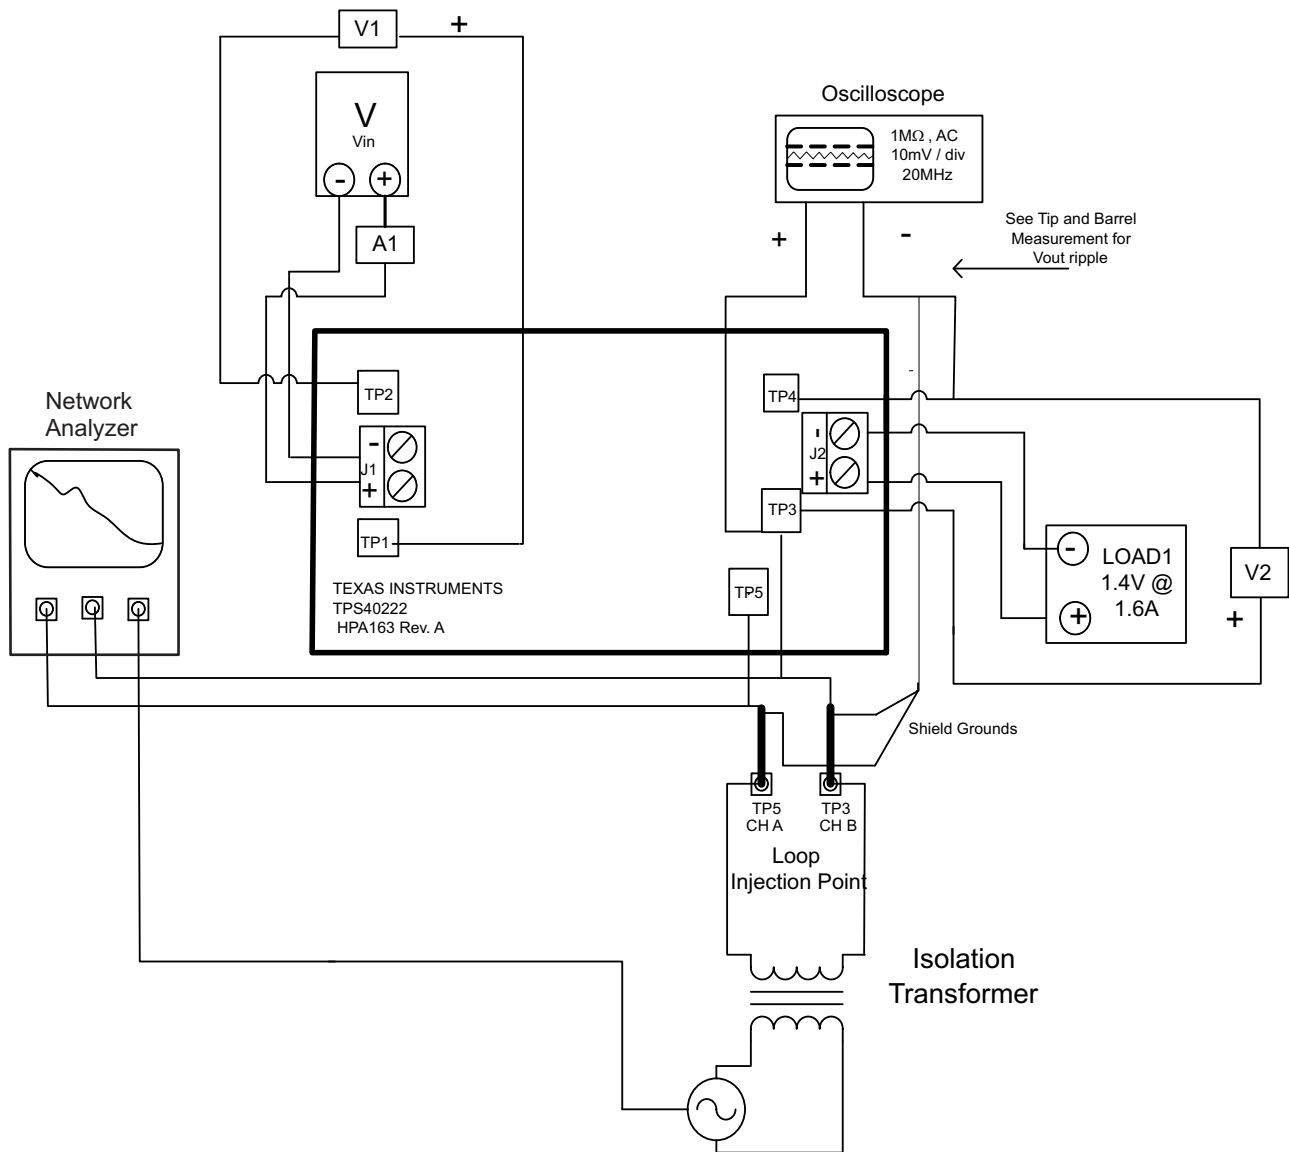 V1
+
V
Vin
-
+
A1
Oscilloscope
1MΩ , AC
10mV / div
20MHz
+
-
See Tip and Barrel
Measurement for
Vout ripple
-
TP2
TP4
Network
Analyzer
-
J1
+
-
J2
+
TP1
TP3
TEXAS INSTRUMENTS
TPS40222
HPA163 Rev. A
TP5
-
+
LOAD1
1.4V @
1.6A
V2
+
Shield Grounds
TP5
CH A
TP3
CH B
Loop
Injection Point
Isolation
Transformer